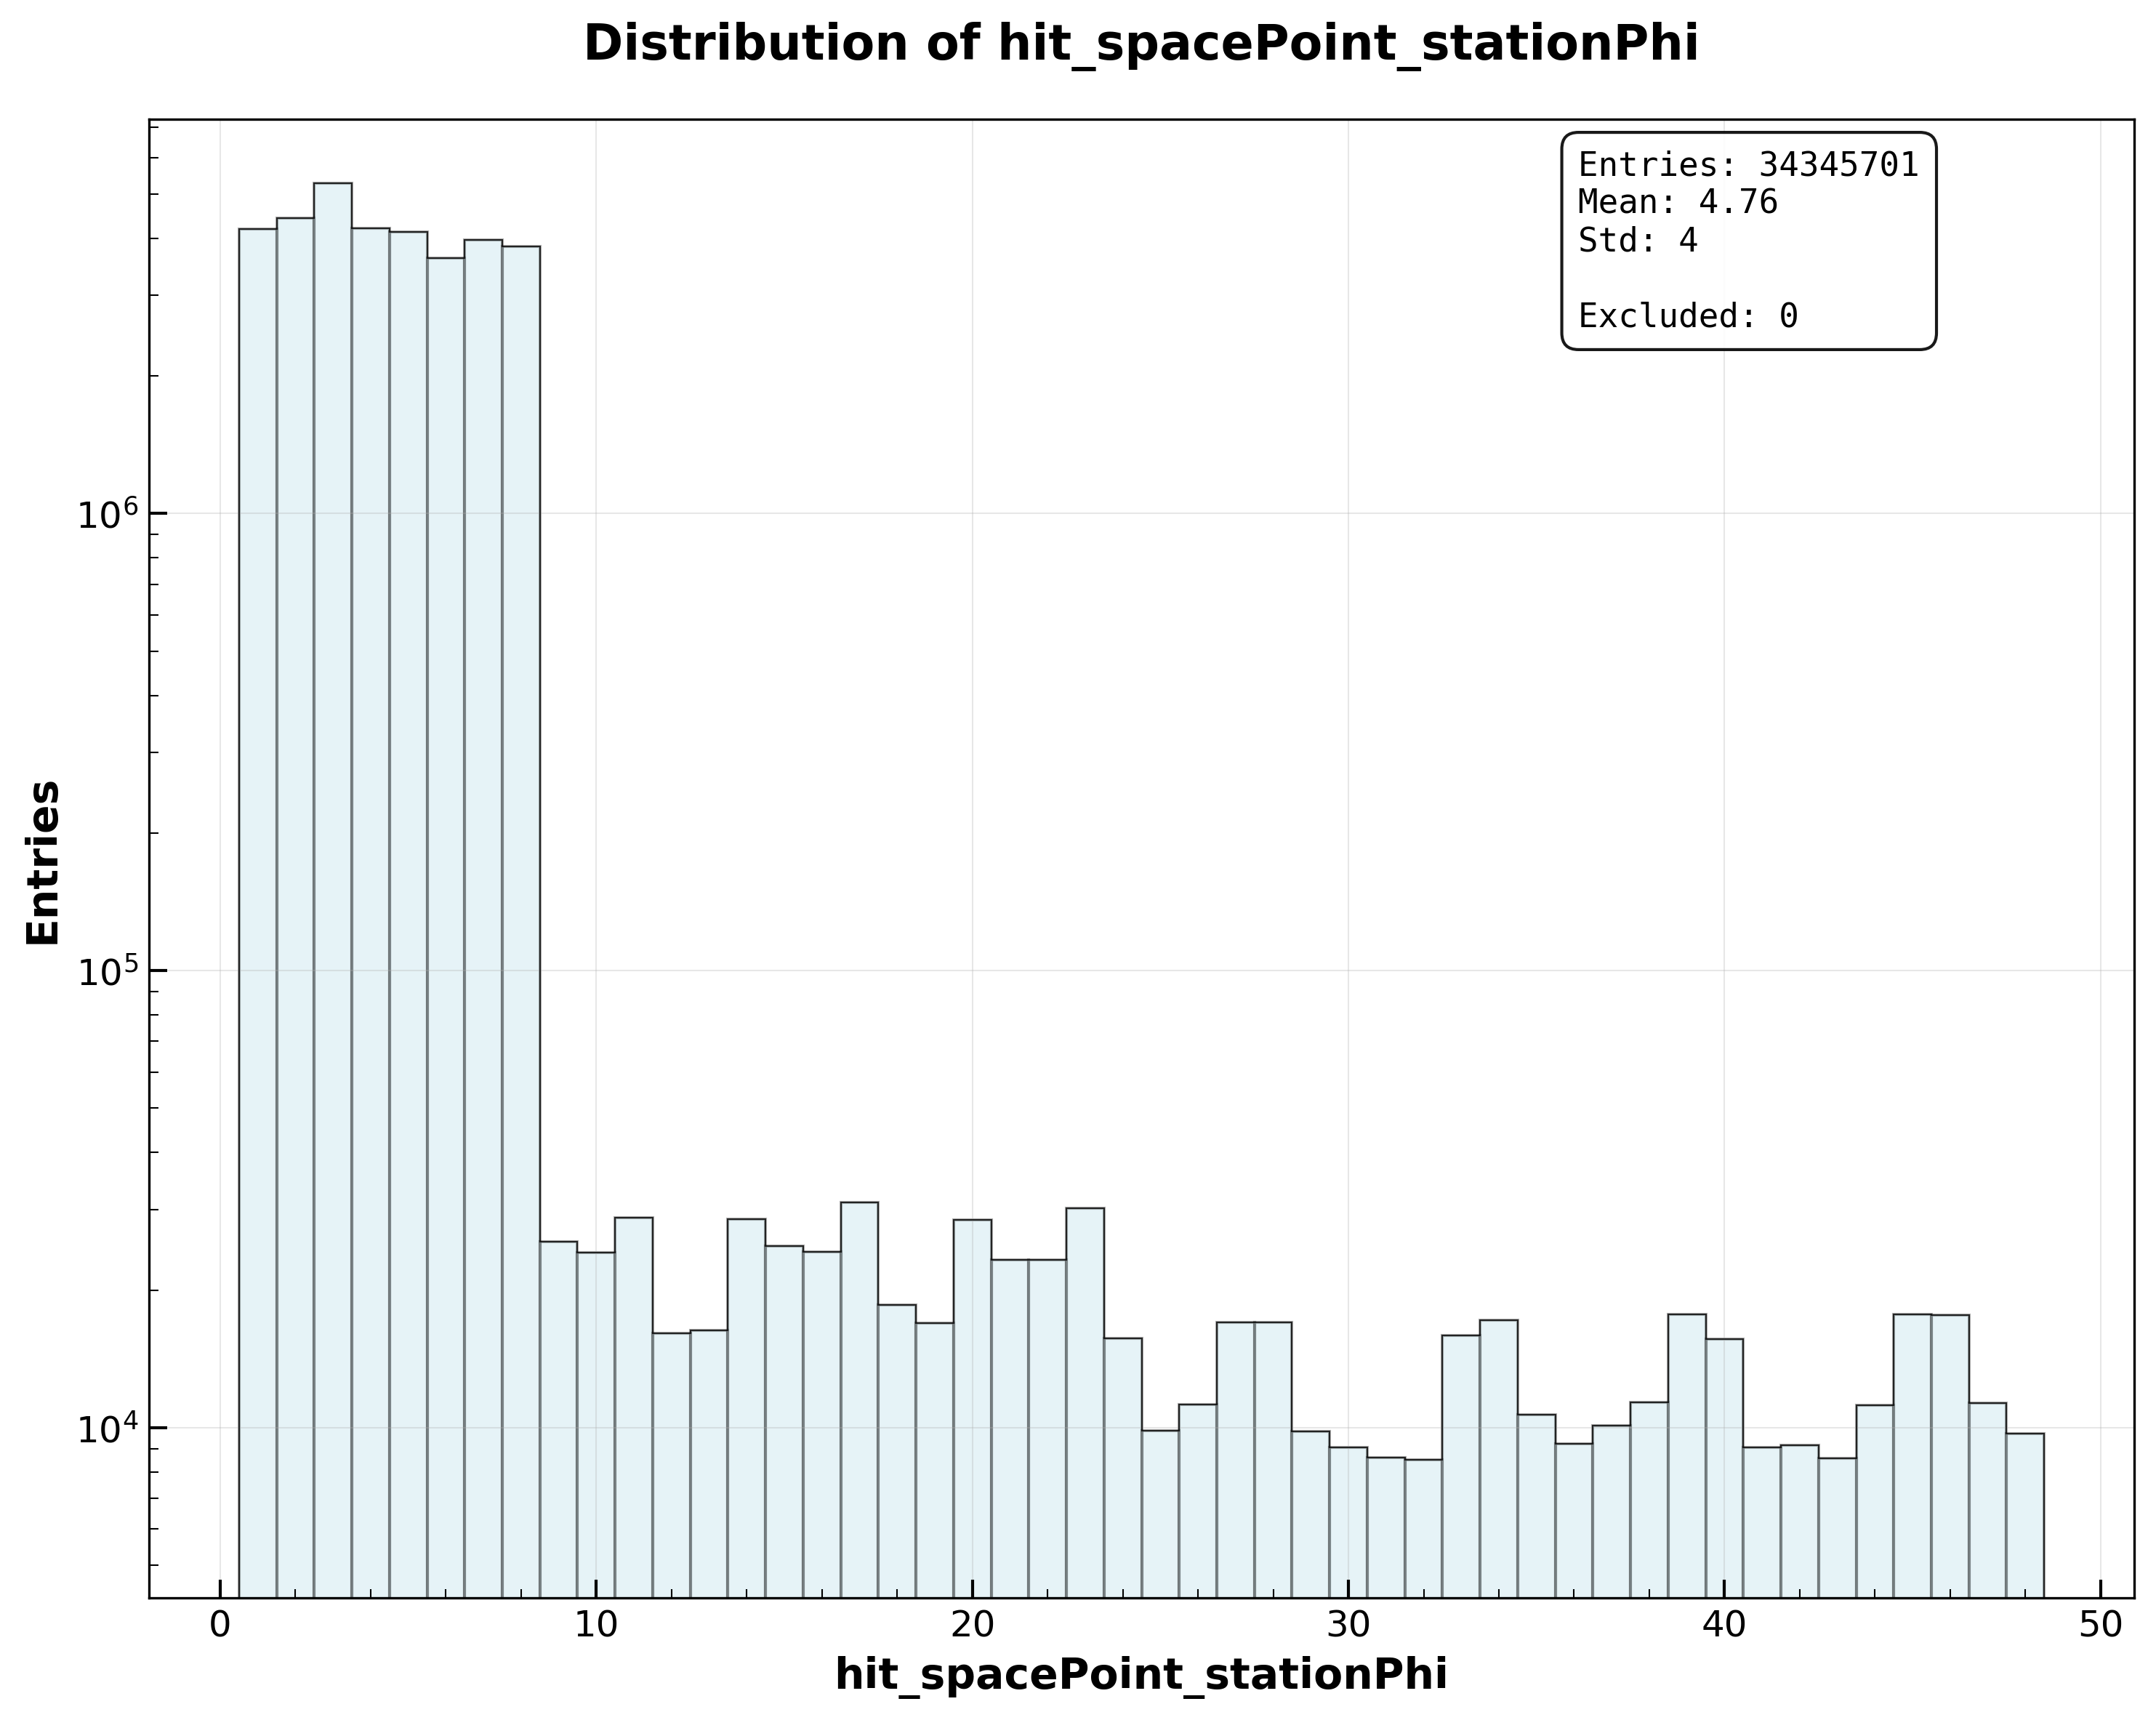 Distribution of hit_spacePoint_stationPhi
Entries: 34345701
Mean: 4.76
Std: 4
Excluded: 0
10^6
10^5
10^4
Entries
0 10 20 30 40 50
hit_spacePoint_stationPhi